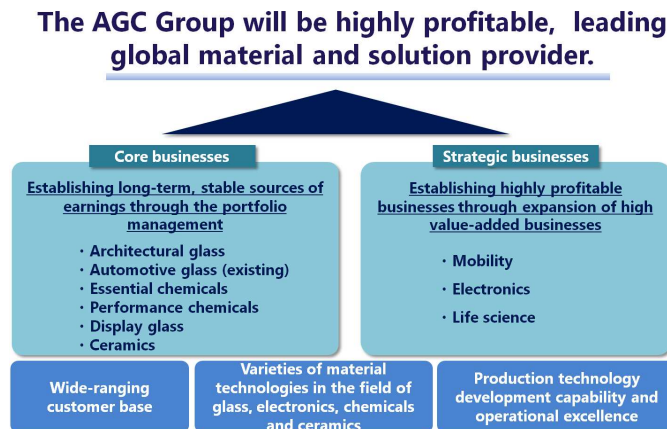 The AGC Group will be highly profitable, leading
global material and solution provider.
Core businesses
Establishing long-term, stable sources of
earnings through the portfolio
management
・Architectural glass
・Automotive glass (existing)
・Essential chemicals
・Performance chemicals
・Display glass
・Ceramics
Strategic businesses
Establishing highly profitable
businesses through expansion of high
value-added businesses
・Mobility
・Electronics
・Life science
Wide-ranging
customer base
Varieties of material
technologies in the field of
glass, electronics, chemicals
and ceramics
Production technology
development capability and
operational excellence